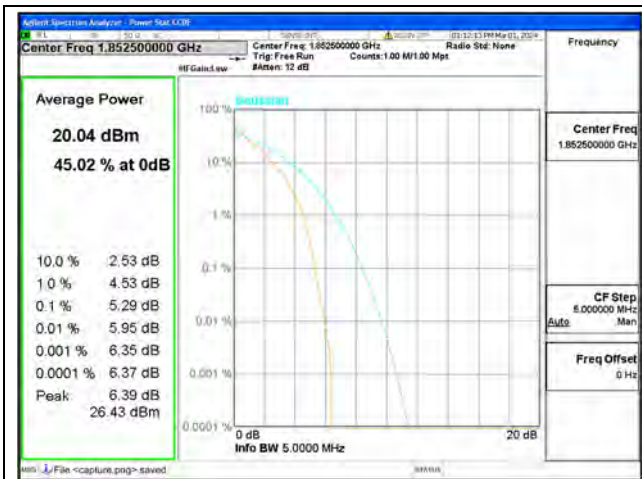 Agilent Spectrum Analyzer - Power Stat CCDF
01:12:13 PM Mar 01, 2024
Center Freq 1.852500000 GHz
Center Freq: 1.852500000 GHz
Radio Std: None
Trig: Free Run
Counts:1.00 M/1.00 Mpt
#IFGain:Low
#Atten: 12 dB
Frequency
Average Power
20.04 dBm
45.02 % at 0dB
10.0 % 2.53 dB
1.0 % 4.53 dB
0.1 % 5.29 dB
0.01 % 5.95 dB
0.001 % 6.35 dB
0.0001 % 6.37 dB
Peak 6.39 dB
26.43 dBm
Gaussian
100 %
10 %
1 %
0.1 %
0.01 %
0.001 %
0.0001 %
0 dB
20 dB
Info BW 5.0000 MHz
Center Freq
1.852500000 GHz
CF Step
5.000000 MHz
Auto Man
Freq Offset
0 Hz
MSG File <capture.png> saved
STATUS